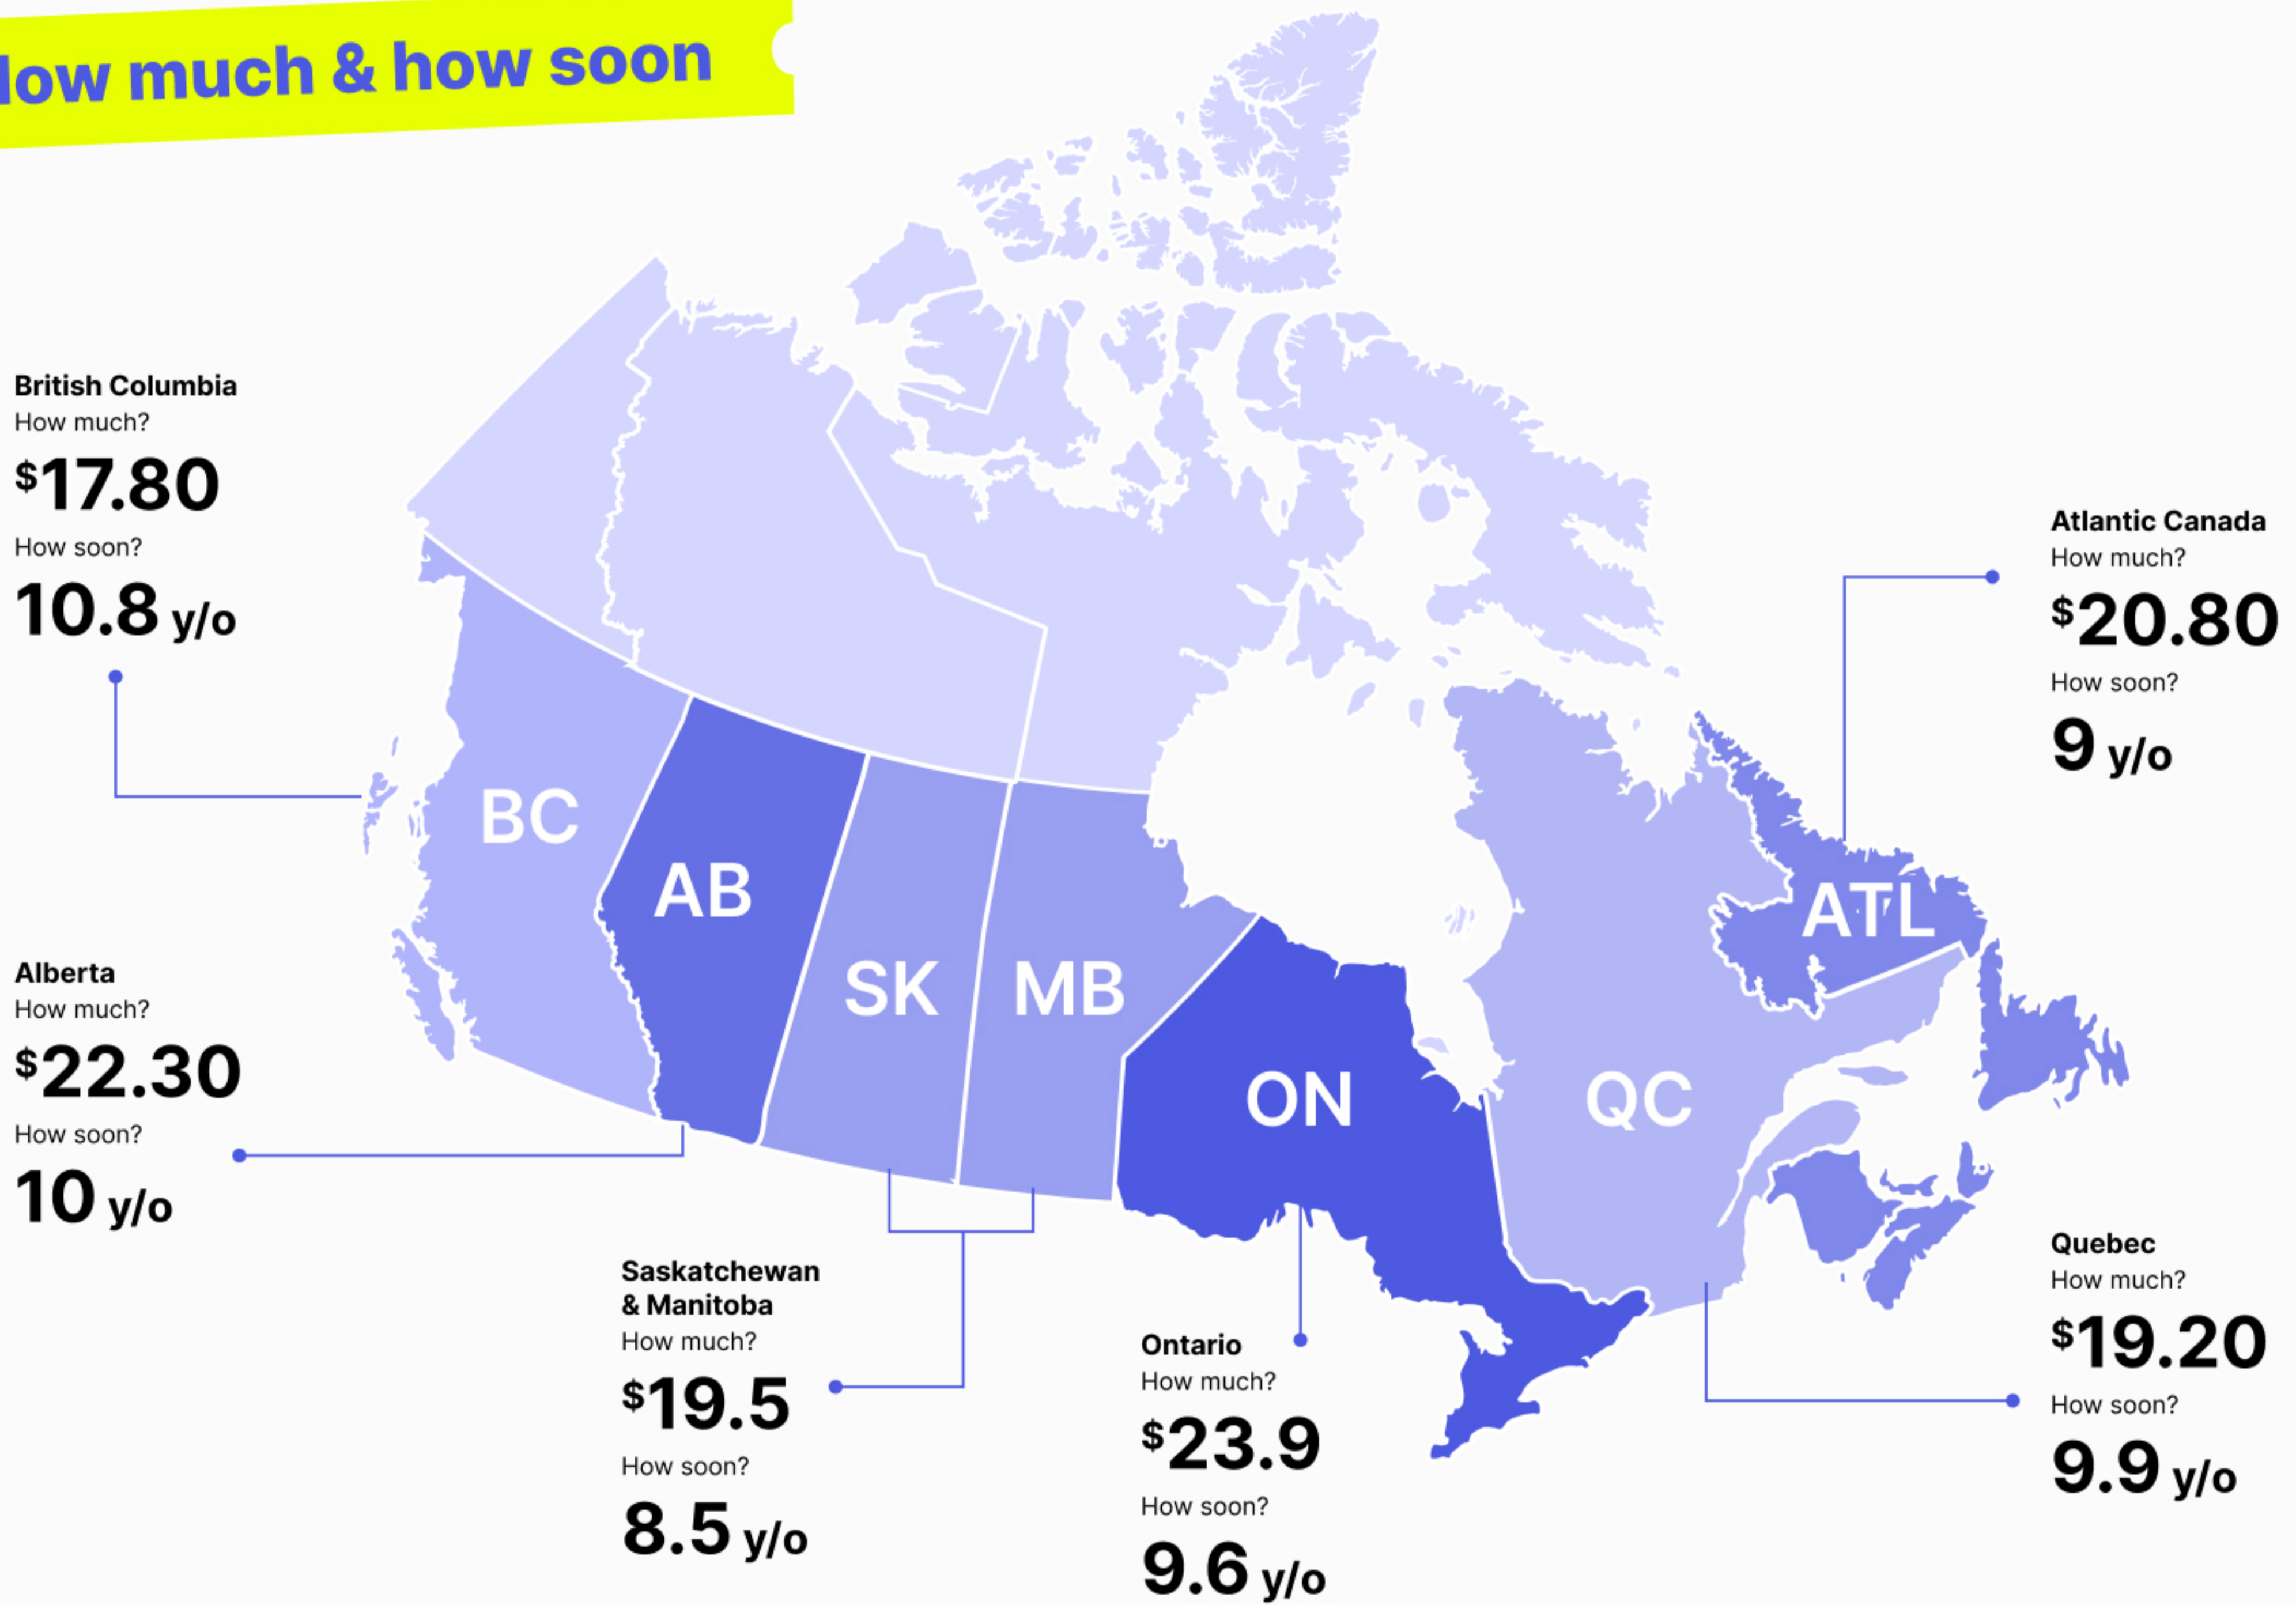 ow much & how soon
British Columbia
How much?
$17.80
How soon?
10.8 y/o
Atlantic Canada
How much?
$20.80
How soon?
9 y/o
BC
AB
SK
MB
ON
QC
ATL
Alberta
How much?
$22.30
How soon?
10 y/o
Saskatchewan
& Manitoba
How much?
$19.5
How soon?
8.5 y/o
Ontario
How much?
$23.9
How soon?
9.6 y/o
Quebec
How much?
$19.20
How soon?
9.9 y/o